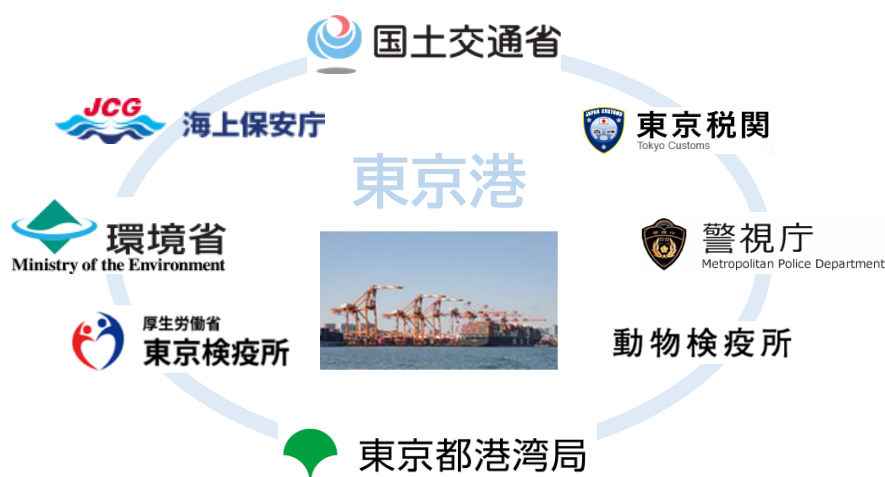 国土交通省
JCG
海上保安庁
JAPAN CUSTOMS
東京税関
Tokyo Customs
東京港
環境省
Ministry of the Environment
警視庁
Metropolitan Police Department
厚生労働省
東京検疫所
動物検疫所
東京都港湾局